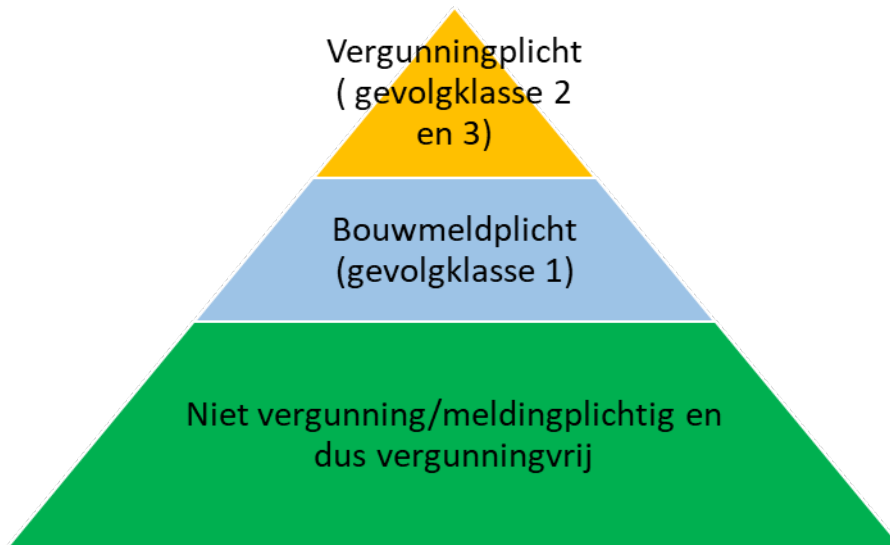 Vergunningplicht
( gevolgklasse 2
en 3)
Bouwmeldplicht
(gevolgklasse 1)
Niet vergunning/meldingplichtig en
dus vergunningvrij